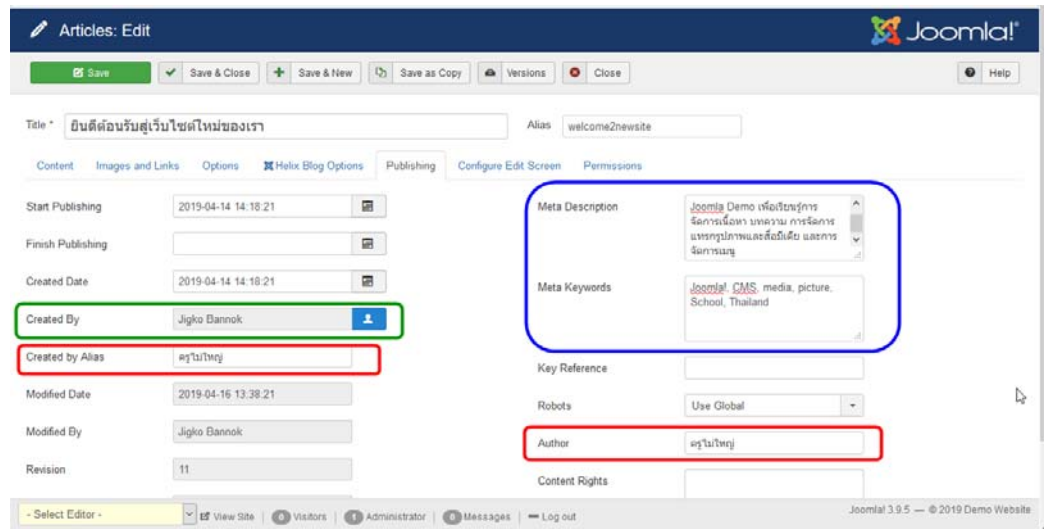 Articles: Edit
Joomla!
Save
Save & Close
Save & New
Save as Copy
Versions
Close
Help
Title *
ยินดีต้อนรับสู่เว็บไซต์ใหม่ของเรา
Alias
welcome2newsite
Content
Images and Links
Options
Helix Blog Options
Publishing
Configure Edit Screen
Permissions
Start Publishing
2019-04-14 14:18:21
Finish Publishing
Created Date
2019-04-14 14:18:21
Created By
Jigko Bannok
Created by Alias
ครูไม่ใหญ่
Modified Date
2019-04-16 13:38:21
Modified By
Jigko Bannok
Revision
11
Meta Description
Joomla Demo เพื่อเรียนรู้การ
จัดการเนื้อหา บทความ การจัดการ
แทรกรูปภาพและสื่อมีเดีย และการ
จัดการเมนู
Meta Keywords
Joomla!, CMS, media, picture,
School, Thailand
Key Reference
Robots
Use Global
Author
ครูไม่ใหญ่
Content Rights
- Select Editor -
View Site
0 Visitors
1 Administrator
0 Messages
Log out
Joomla! 3.9.5 — © 2019 Demo Website